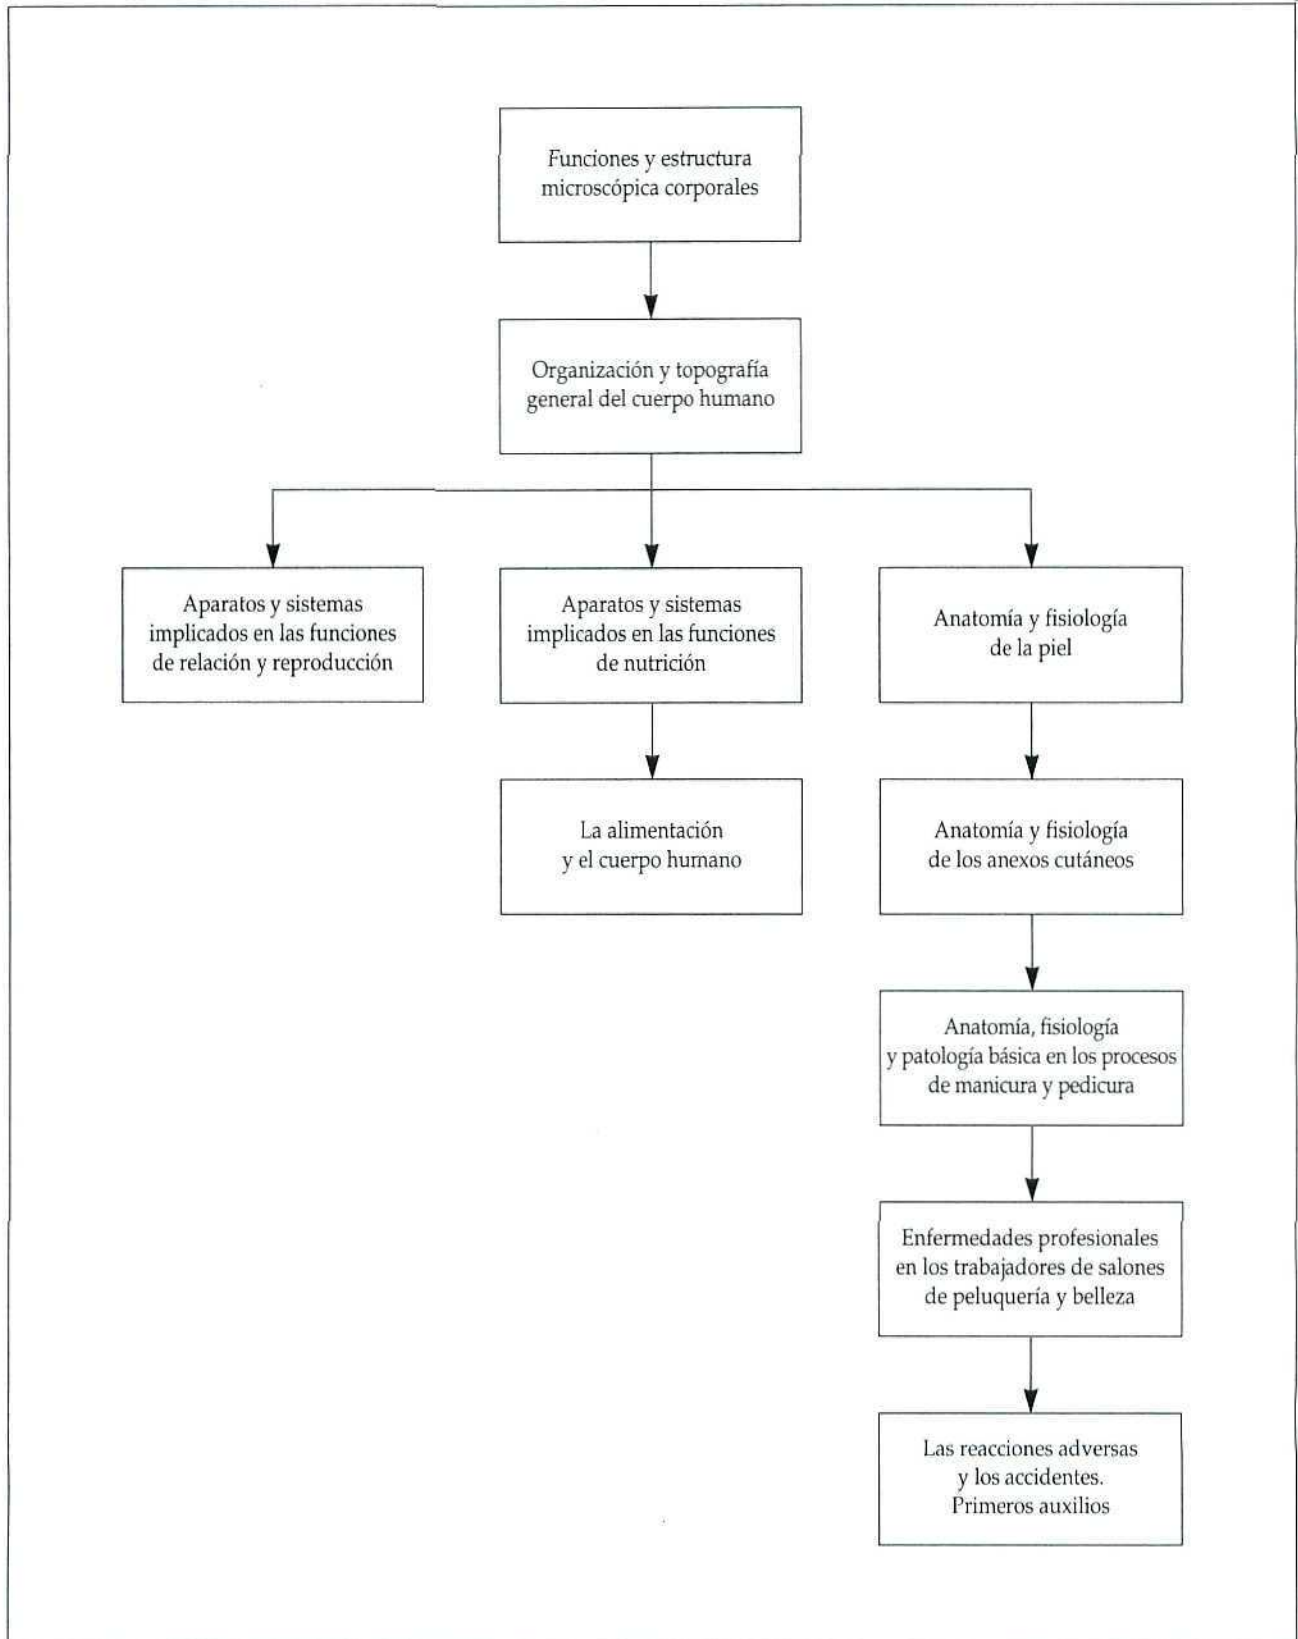 Funciones y estructura
microscópica corporales
Organización y topografía
general del cuerpo humano
Aparatos y sistemas
implicados en las funciones
de relación y reproducción
Aparatos y sistemas
implicados en las funciones
de nutrición
Anatomía y fisiología
de la piel
La alimentación
y el cuerpo humano
Anatomía y fisiología
de los anexos cutáneos
Anatomía, fisiología
y patología básica en los procesos
de manicura y pedicura
Enfermedades profesionales
en los trabajadores de salones
de peluquería y belleza
Las reacciones adversas
y los accidentes.
Primeros auxilios